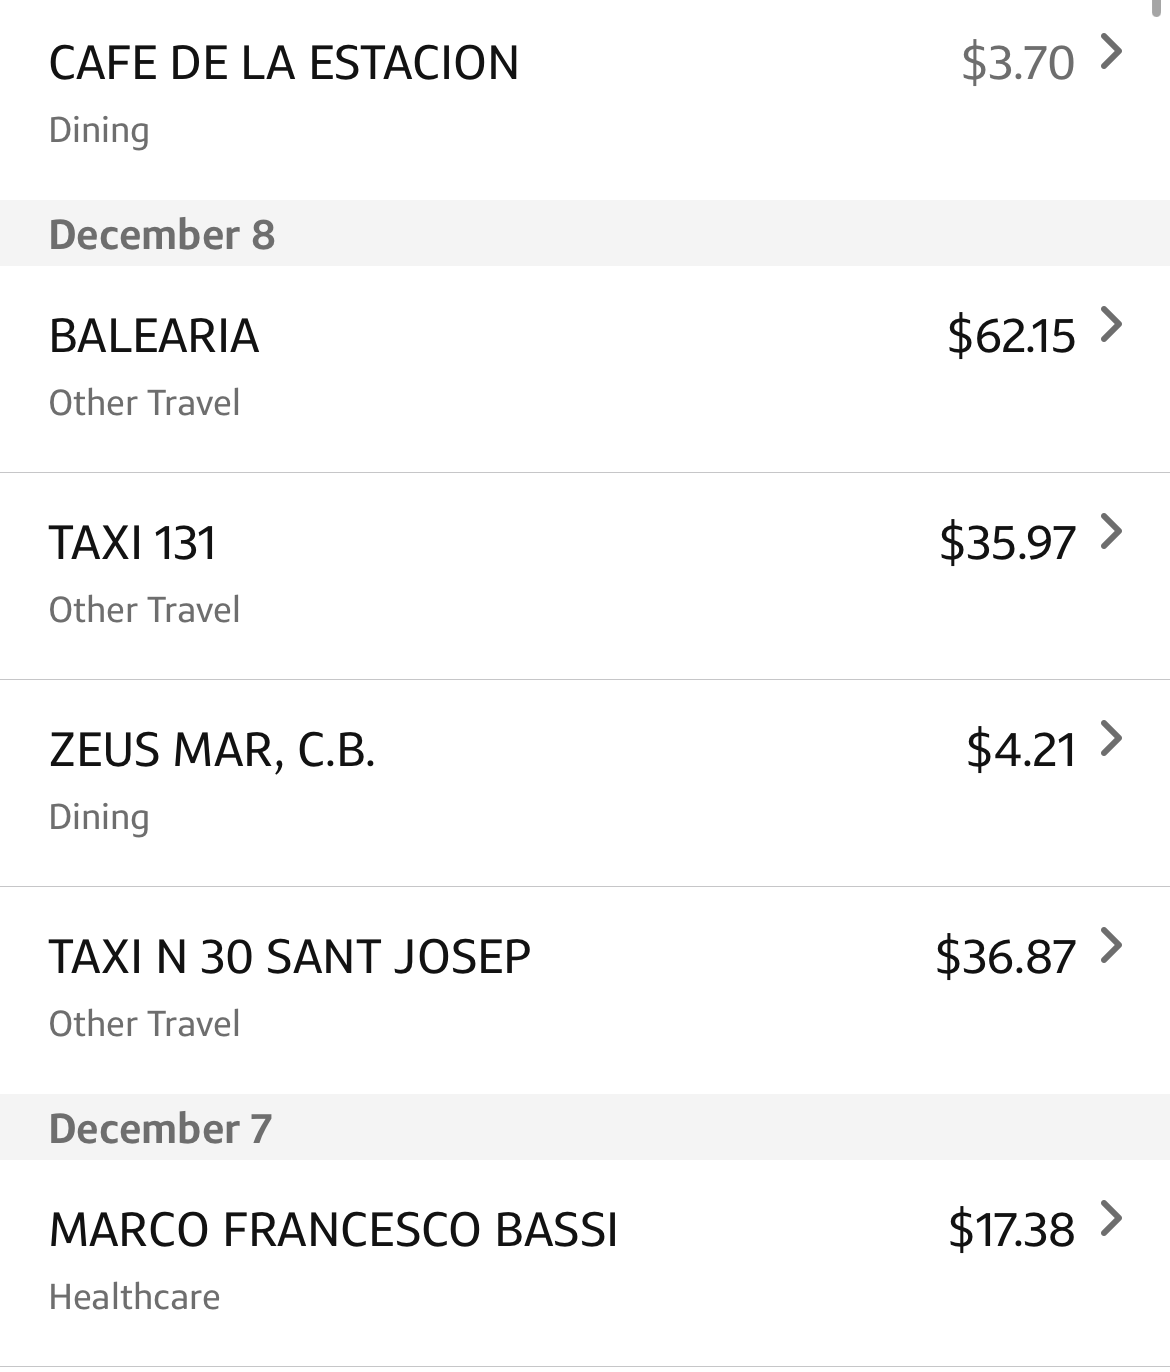 CAFE DE LA ESTACION $3.70
Dining
December 8
BALEARIA $62.15
Other Travel
TAXI 131 $35.97
Other Travel
ZEUS MAR, C.B. $4.21
Dining
TAXI N 30 SANT JOSEP $36.87
Other Travel
December 7
MARCO FRANCESCO BASSI $17.38
Healthcare